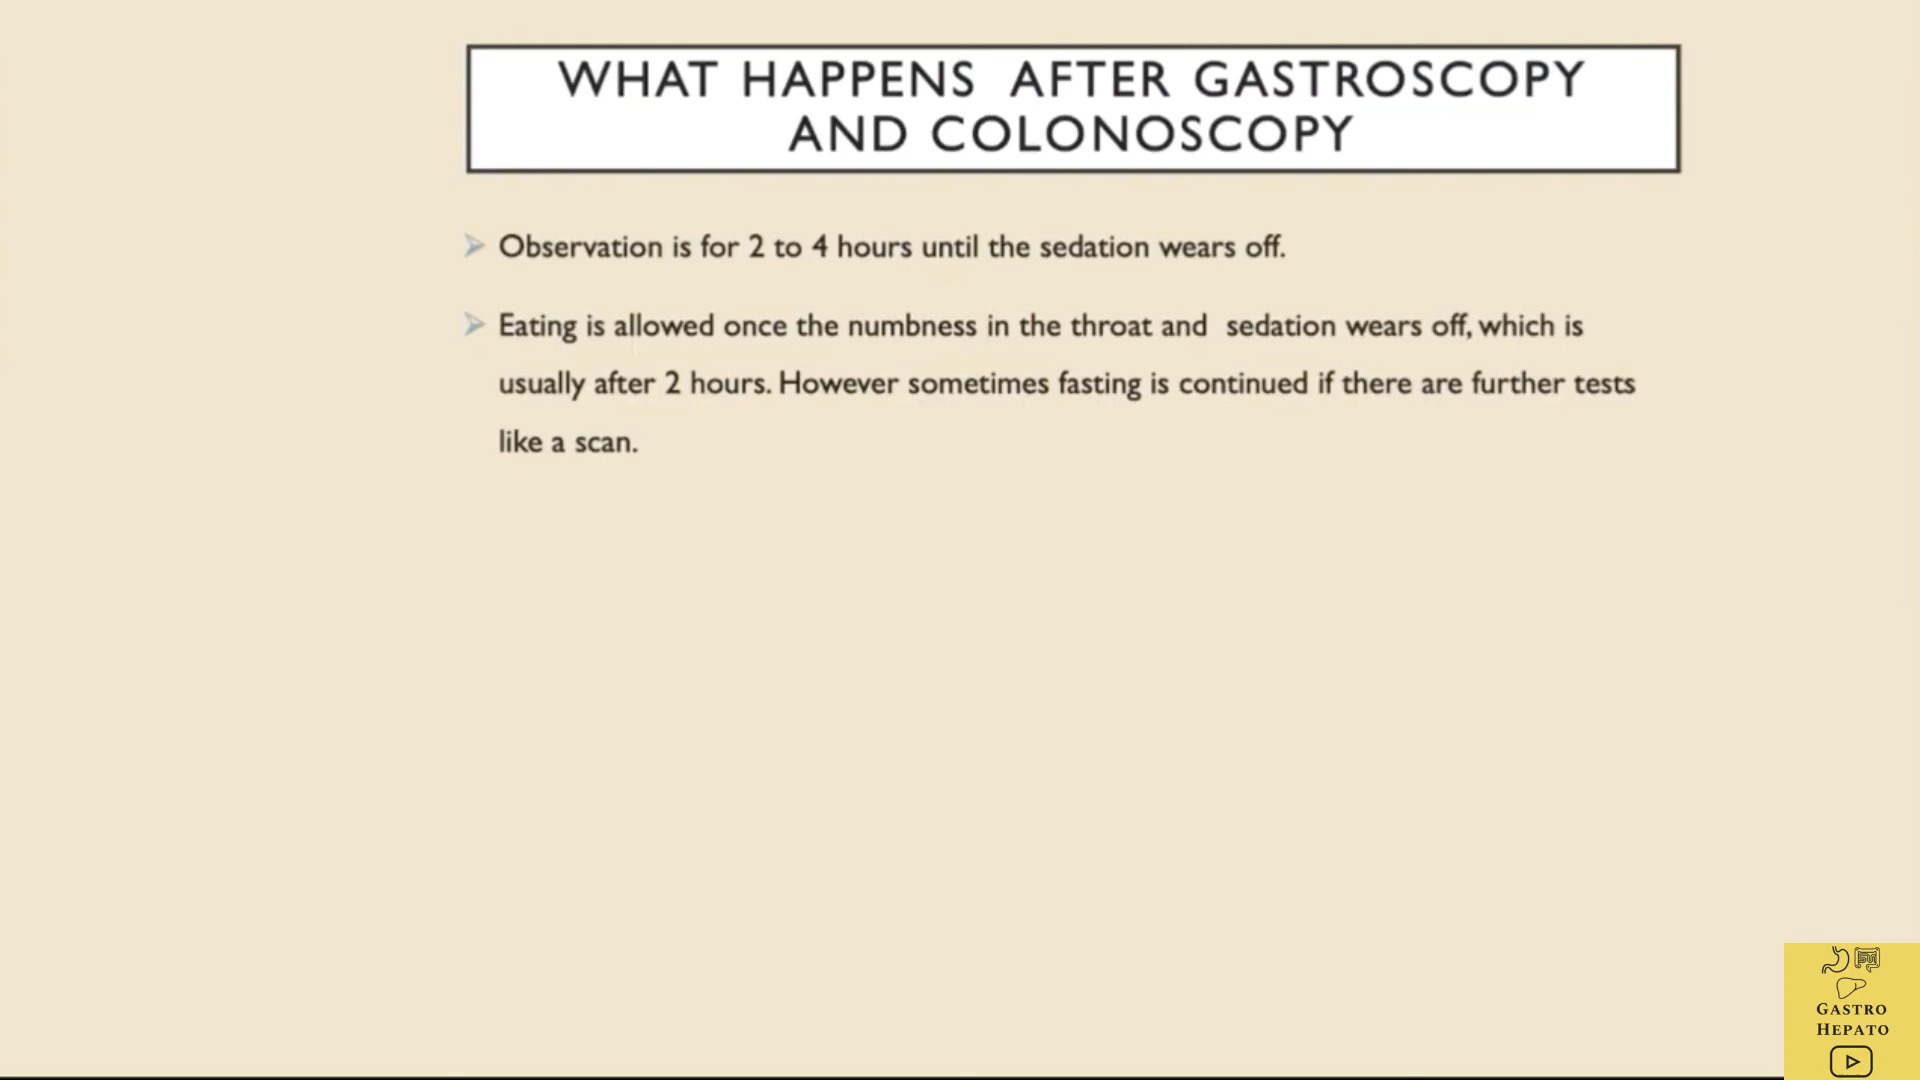 WHAT HAPPENS AFTER GASTROSCOPY
AND COLONOSCOPY
Observation is for 2 to 4 hours until the sedation wears off.
Eating is allowed once the numbness in the throat and sedation wears off, which is
usually after 2 hours. However sometimes fasting is continued if there are further tests
like a scan.
GASTRO
HEPATO